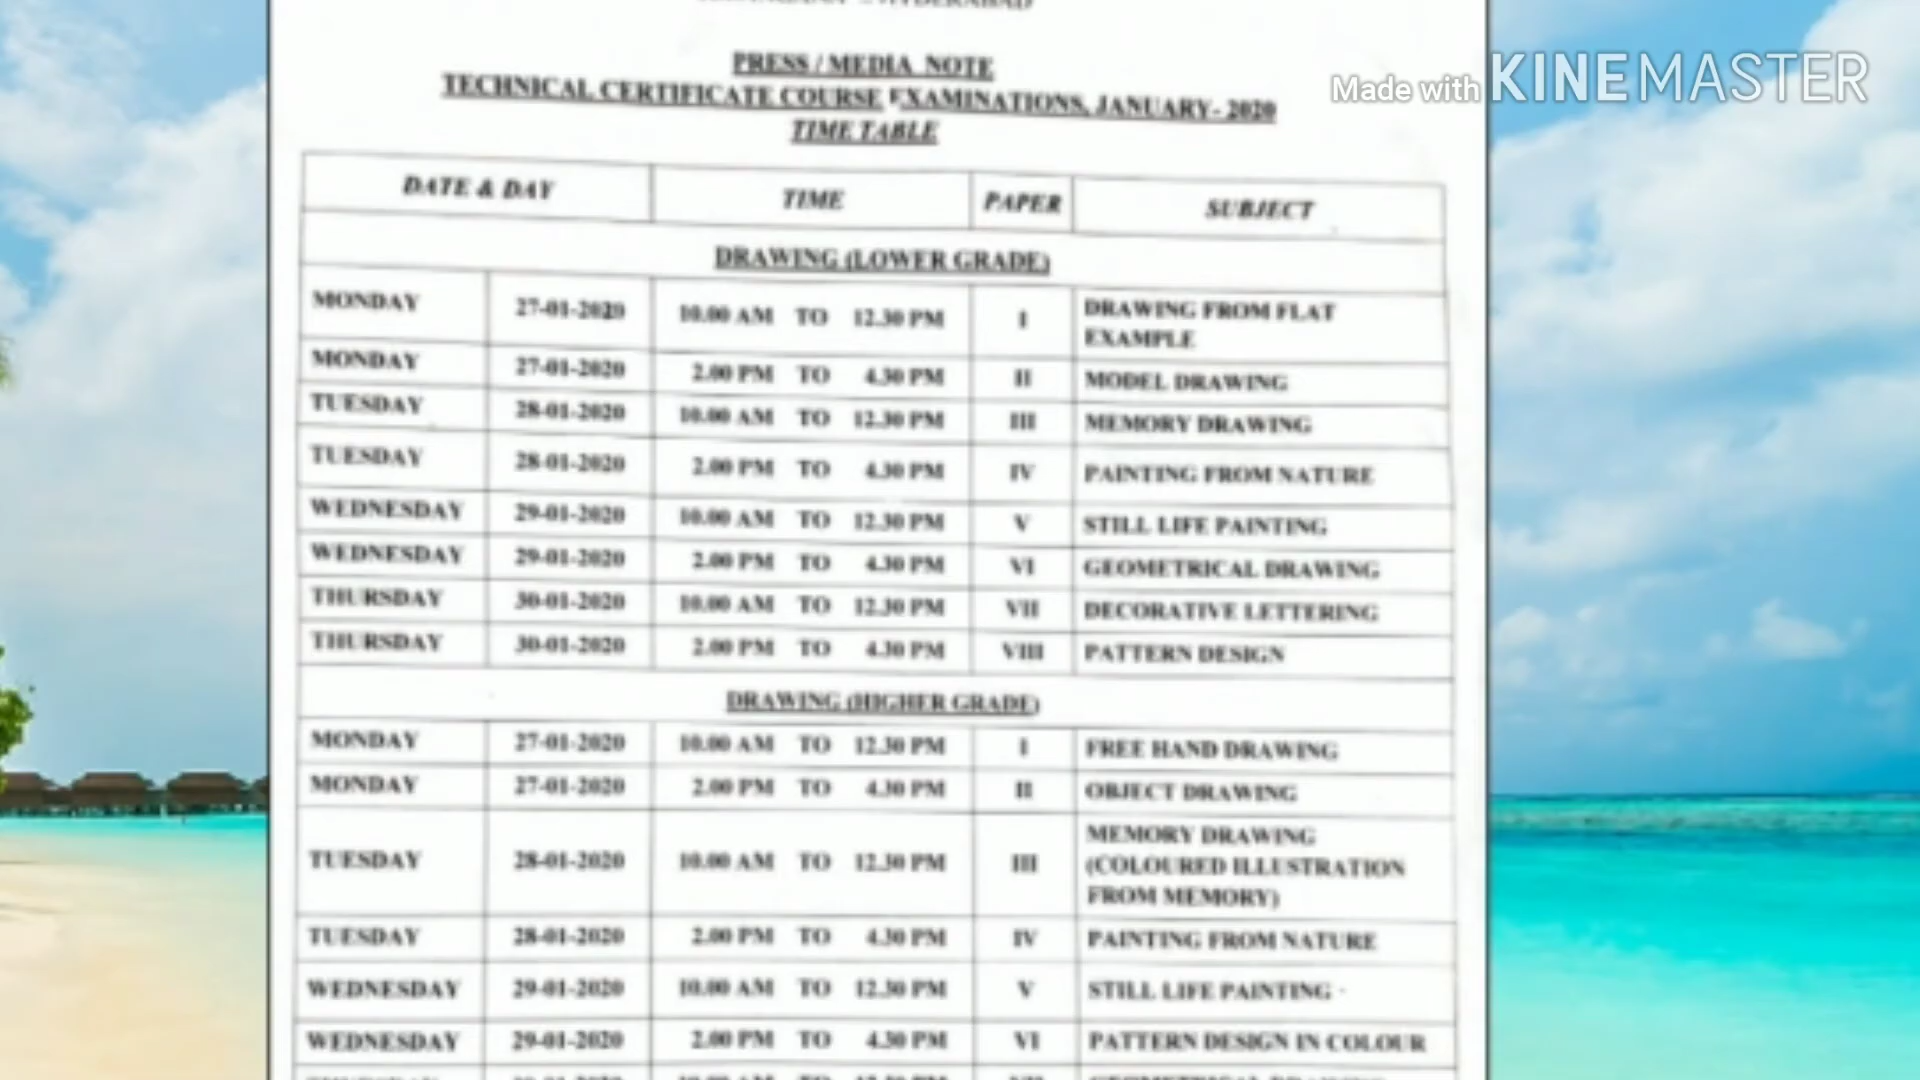 HYDERABAD
PRESS / MEDIA NOTE
TECHNICAL CERTIFICATE COURSE EXAMINATIONS, JANUARY- 2020
TIME TABLE
Made with KINEMASTER
DATE & DAY TIME PAPER SUBJECT
DRAWING (LOWER GRADE)
MONDAY 27-01-2020 10.00 AM TO 12.30 PM I DRAWING FROM FLAT
EXAMPLE
MONDAY 27-01-2020 2.00 PM TO 4.30 PM II MODEL DRAWING
TUESDAY 28-01-2020 10.00 AM TO 12.30 PM III MEMORY DRAWING
TUESDAY 28-01-2020 2.00 PM TO 4.30 PM IV PAINTING FROM NATURE
WEDNESDAY 29-01-2020 10.00 AM TO 12.30 PM V STILL LIFE PAINTING
WEDNESDAY 29-01-2020 2.00 PM TO 4.30 PM VI GEOMETRICAL DRAWING
THURSDAY 30-01-2020 10.00 AM TO 12.30 PM VII DECORATIVE LETTERING
THURSDAY 30-01-2020 2.00 PM TO 4.30 PM VIII PATTERN DESIGN
DRAWING (HIGHER GRADE)
MONDAY 27-01-2020 10.00 AM TO 12.30 PM I FREE HAND DRAWING
MONDAY 27-01-2020 2.00 PM TO 4.30 PM II OBJECT DRAWING
TUESDAY 28-01-2020 10.00 AM TO 12.30 PM III MEMORY DRAWING
(COLOURED ILLUSTRATION
FROM MEMORY)
TUESDAY 28-01-2020 2.00 PM TO 4.30 PM IV PAINTING FROM NATURE
WEDNESDAY 29-01-2020 10.00 AM TO 12.30 PM V STILL LIFE PAINTING
WEDNESDAY 29-01-2020 2.00 PM TO 4.30 PM VI PATTERN DESIGN IN COLOUR